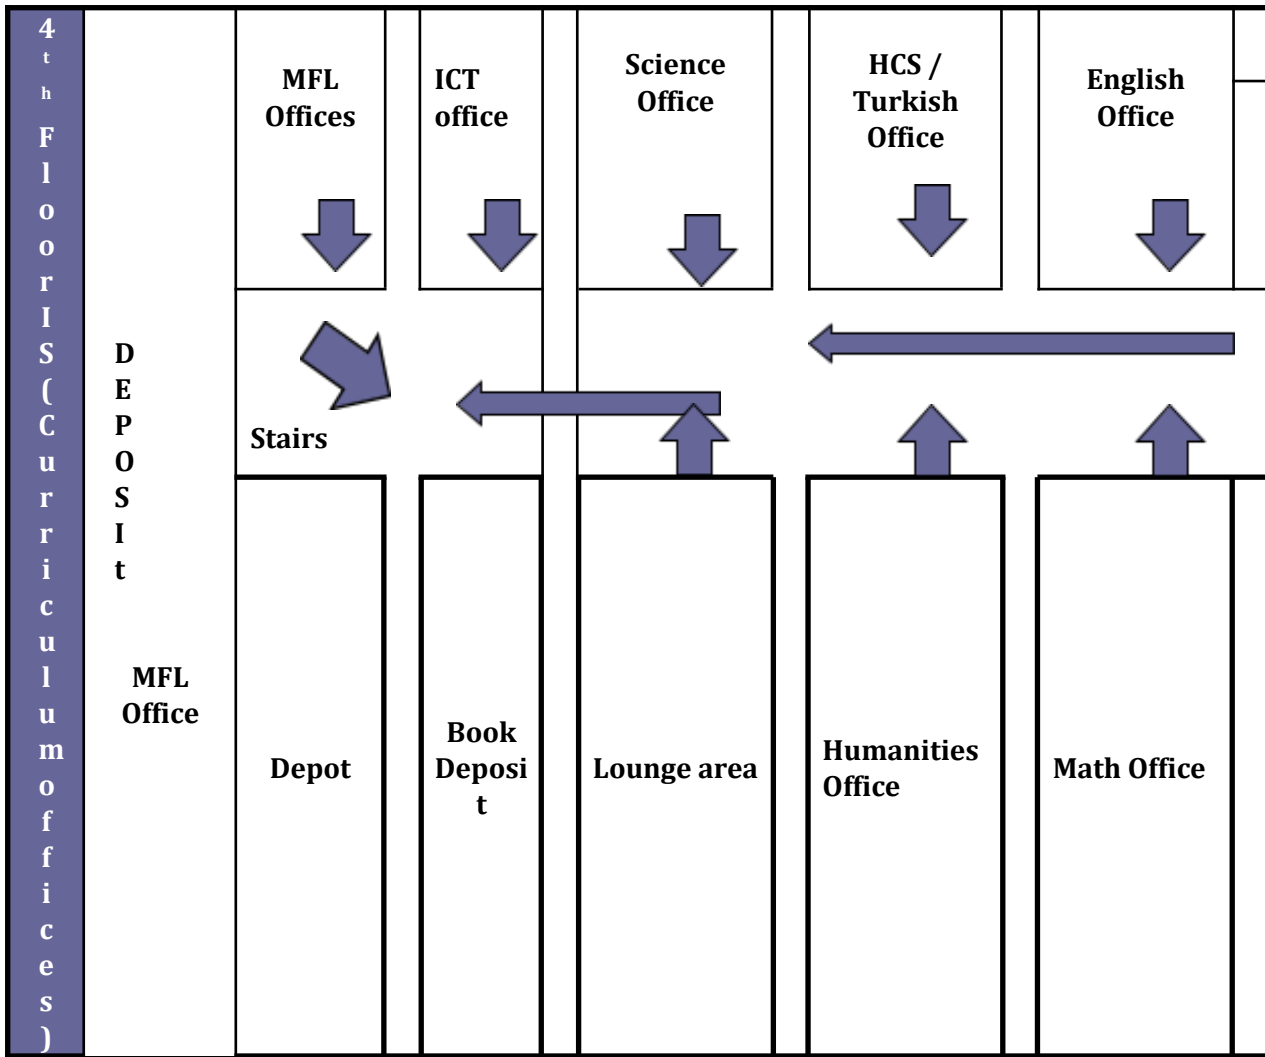 4th Floor IS (Curriculum offices)
DEPOSIt
MFL
Office
MFL
Offices
ICT
office
Science
Office
HCS /
Turkish
Office
English
Office
Stairs
Depot
Book
Deposi
t
Lounge area
Humanities
Office
Math Office